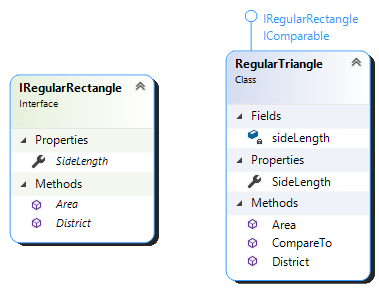 IRegularRectangle
Interface
Properties
SideLength
Methods
Area
District
IRegularRectangle
IComparable
RegularTriangle
Class
Fields
sideLength
Properties
SideLength
Methods
Area
CompareTo
District